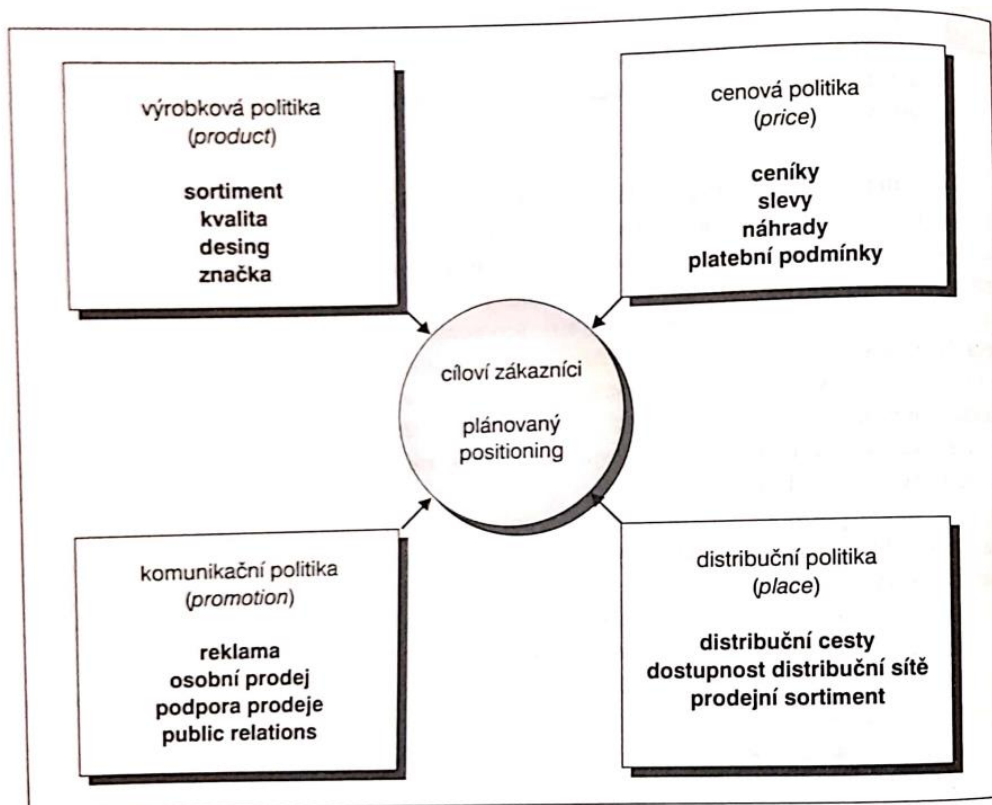 výrobková politika
(product)
sortiment
kvalita
desing
značka
cenová politika
(price)
ceníky
slevy
náhrady
platební podmínky
cíloví zákazníci
plánovaný
positioning
komunikační politika
(promotion)
reklama
osobní prodej
podpora prodeje
public relations
distribuční politika
(place)
distribuční cesty
dostupnost distribuční sítě
prodejní sortiment